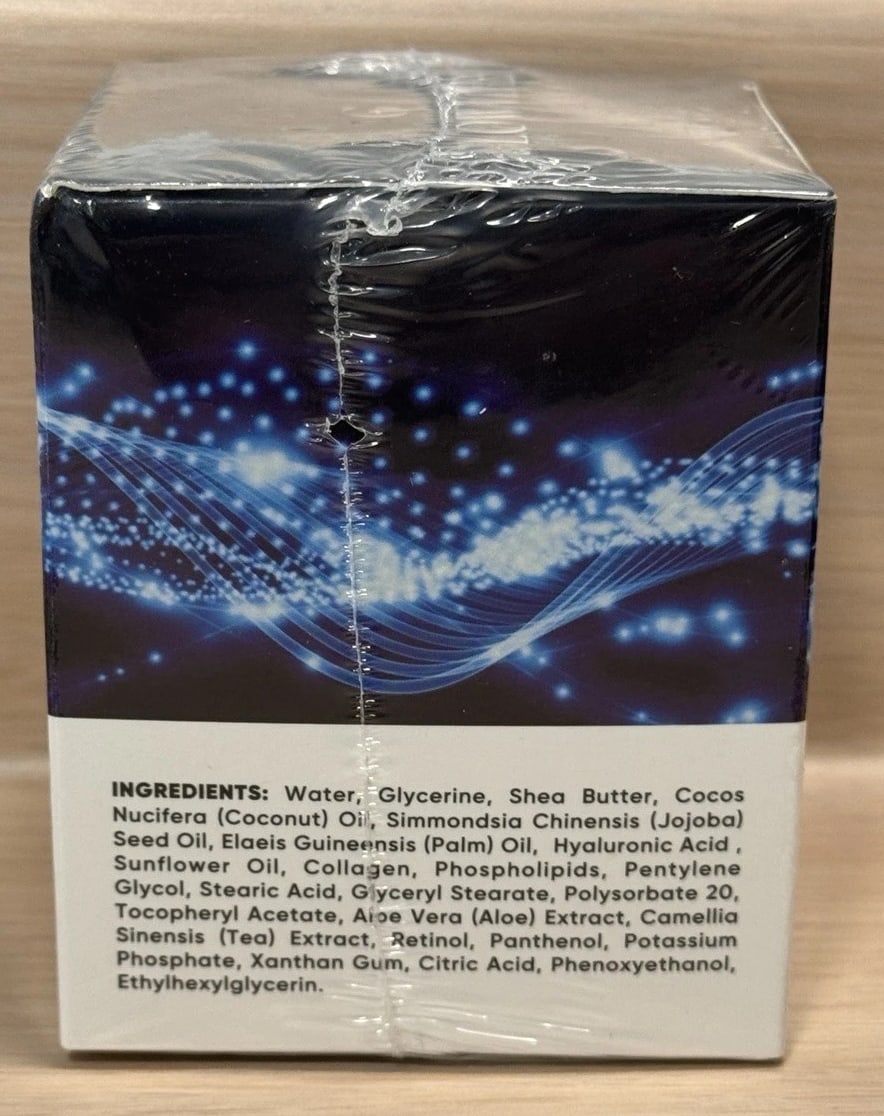 INGREDIENTS: Water, Glycerine, Shea Butter, Cocos
Nucifera (Coconut) Oil, Simmondsia Chinensis (Jojoba)
Seed Oil, Elaeis Guineensis (Palm) Oil, Hyaluronic Acid ,
Sunflower Oil, Collagen, Phospholipids, Pentylene
Glycol, Stearic Acid, Glyceryl Stearate, Polysorbate 20,
Tocopheryl Acetate, Aloe Vera (Aloe) Extract, Camellia
Sinensis (Tea) Extract, Retinol, Panthenol, Potassium
Phosphate, Xanthan Gum, Citric Acid, Phenoxyethanol,
Ethylhexylglycerin.